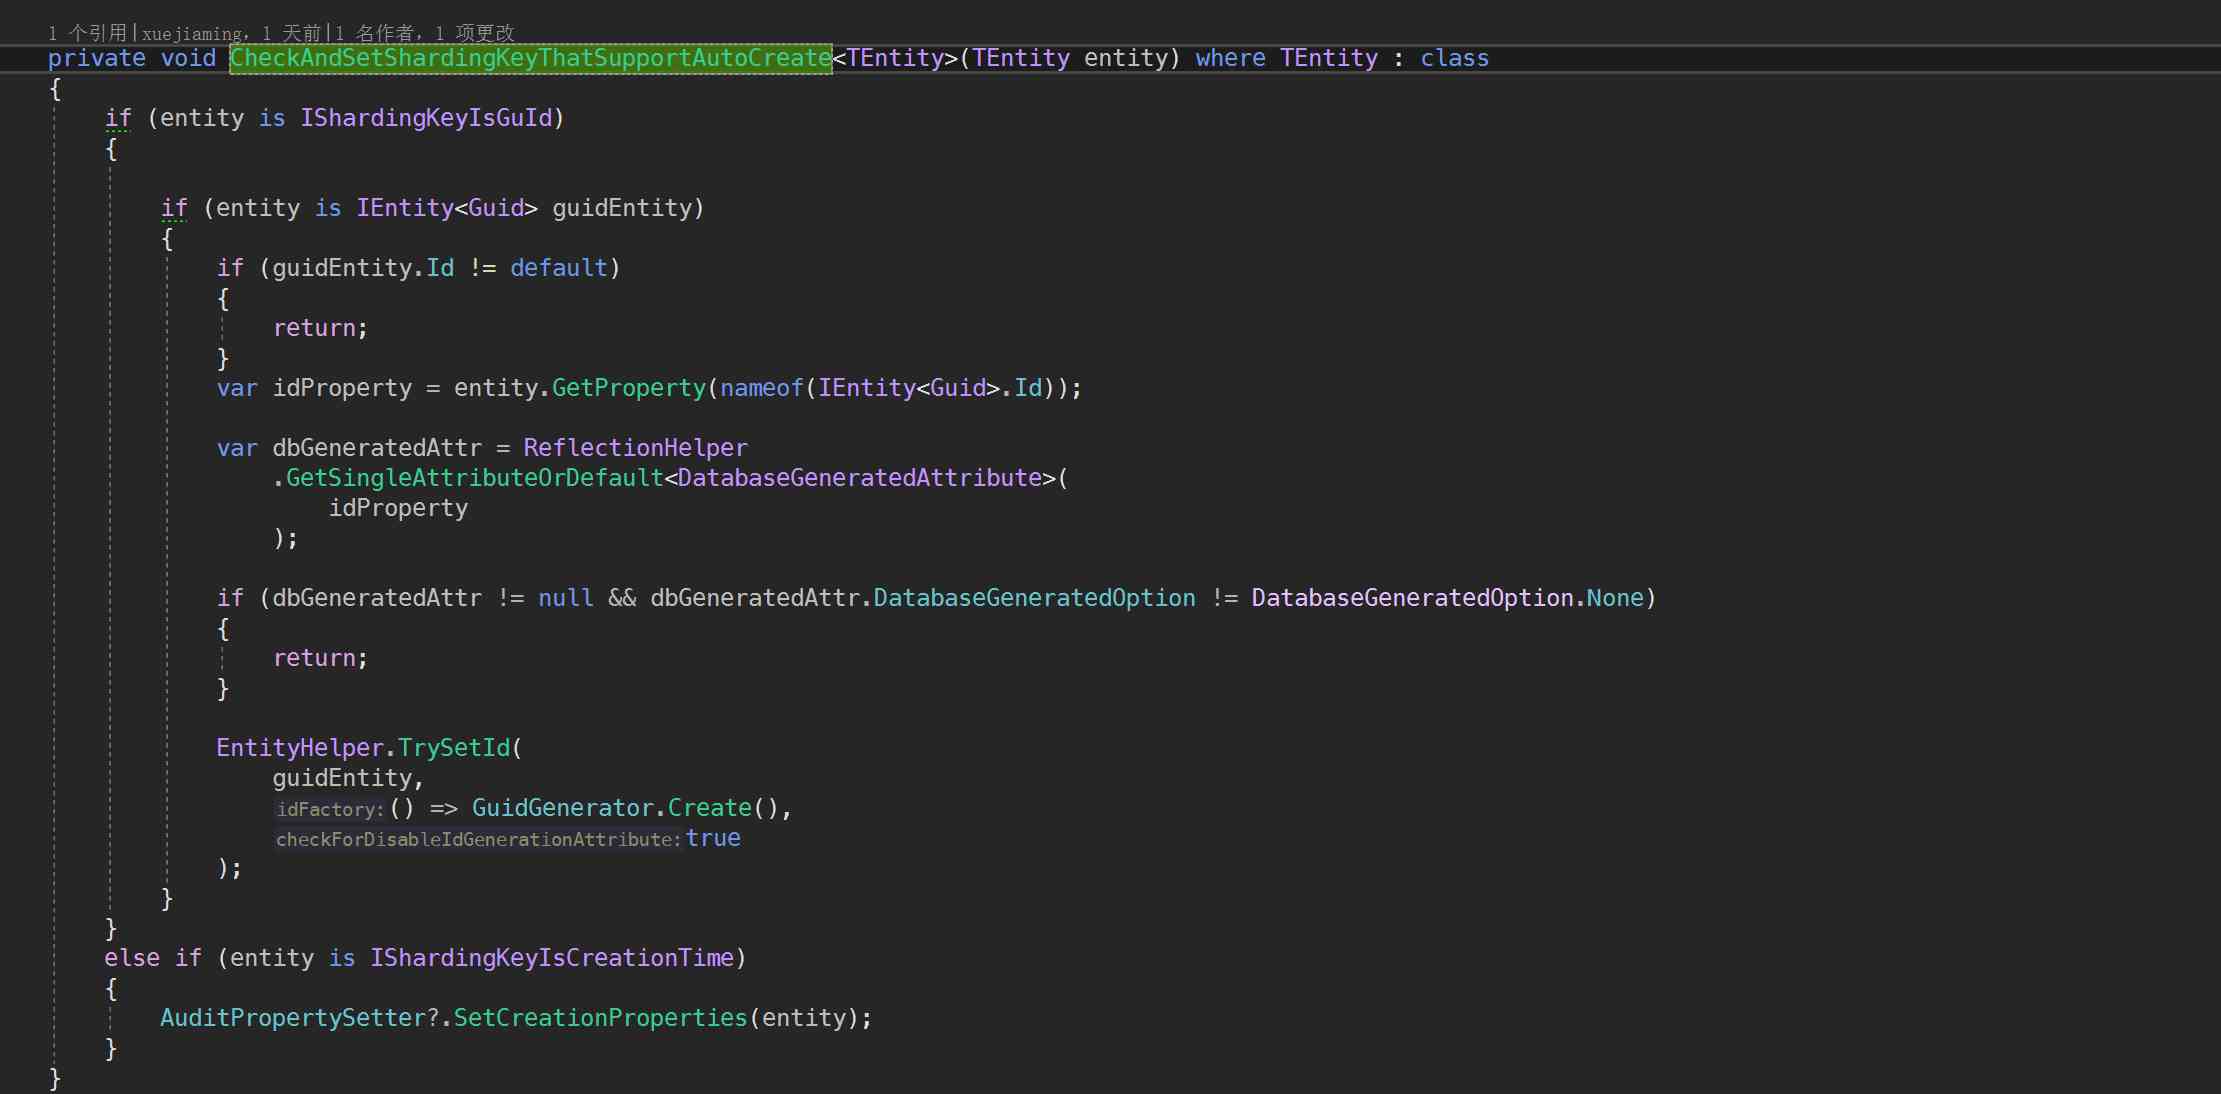 1 个引用|xuejiaming，1 天前|1 名作者，1 项更改
private void CheckAndSetShardingKeyThatSupportAutoCreate<TEntity>(TEntity entity) where TEntity : class
{
if (entity is IShardingKeyIsGuId)
{
if (entity is IEntity<Guid> guidEntity)
{
if (guidEntity.Id != default)
{
return;
}
var idProperty = entity.GetProperty(nameof(IEntity<Guid>.Id));
var dbGeneratedAttr = ReflectionHelper
.GetSingleAttributeOrDefault<DatabaseGeneratedAttribute>(
idProperty
);
if (dbGeneratedAttr != null && dbGeneratedAttr.DatabaseGeneratedOption != DatabaseGeneratedOption.None)
{
return;
}
EntityHelper.TrySetId(
guidEntity,
idFactory:() => GuidGenerator.Create(),
checkForDisableIdGenerationAttribute:true
);
}
}
else if (entity is IShardingKeyIsCreationTime)
{
AuditPropertySetter?.SetCreationProperties(entity);
}
}